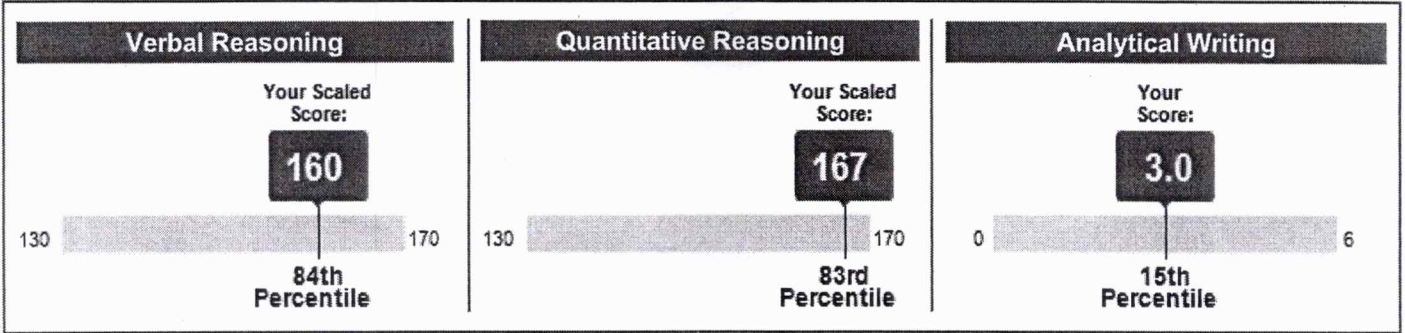 Verbal Reasoning
Your Scaled
Score:
160
130
170
84th
Percentile
Quantitative Reasoning
Your Scaled
Score:
167
130
170
83rd
Percentile
Analytical Writing
Your
Score:
3.0
0
6
15th
Percentile